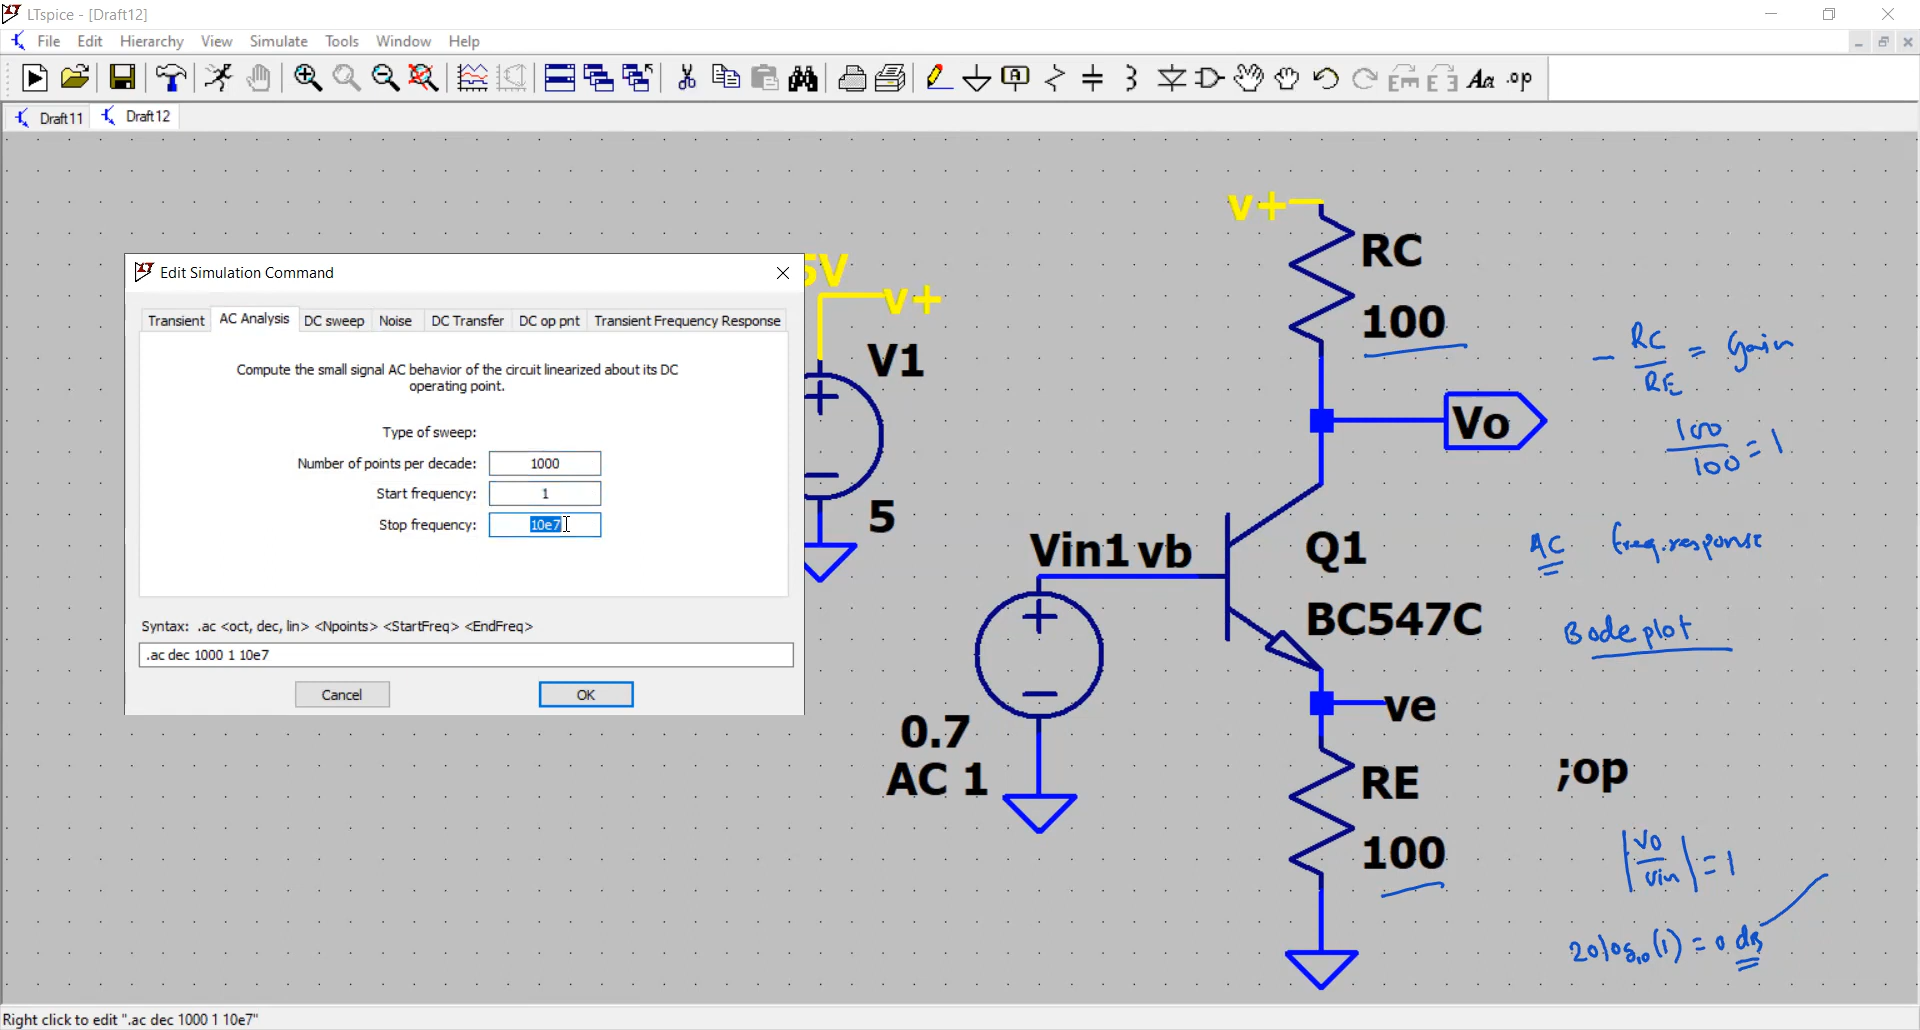 LTspice - [Draft12]
File Edit Hierarchy View Simulate Tools Window Help
Aa .op
Draft11 Draft12
Edit Simulation Command
Transient AC Analysis DC sweep Noise DC Transfer DC op pnt Transient Frequency Response
Compute the small signal AC behavior of the circuit linearized about its DC
operating point.
Type of sweep:
Number of points per decade: 1000
Start frequency: 1
Stop frequency: 10e7
Syntax: .ac <oct, dec, lin> <Npoints> <StartFreq> <EndFreq>
.ac dec 1000 1 10e7
Cancel OK
5V
v+
V1
5
v+
RC
100
Vo
Vin1 vb
Q1
BC547C
0.7
AC 1
ve
RE
100
;op
- RC/RE = Gain
100/100 = 1
AC freq.response
Bode plot
|Vo/Vin| = 1
20log10(1) = 0 dB
Right click to edit ".ac dec 1000 1 10e7"